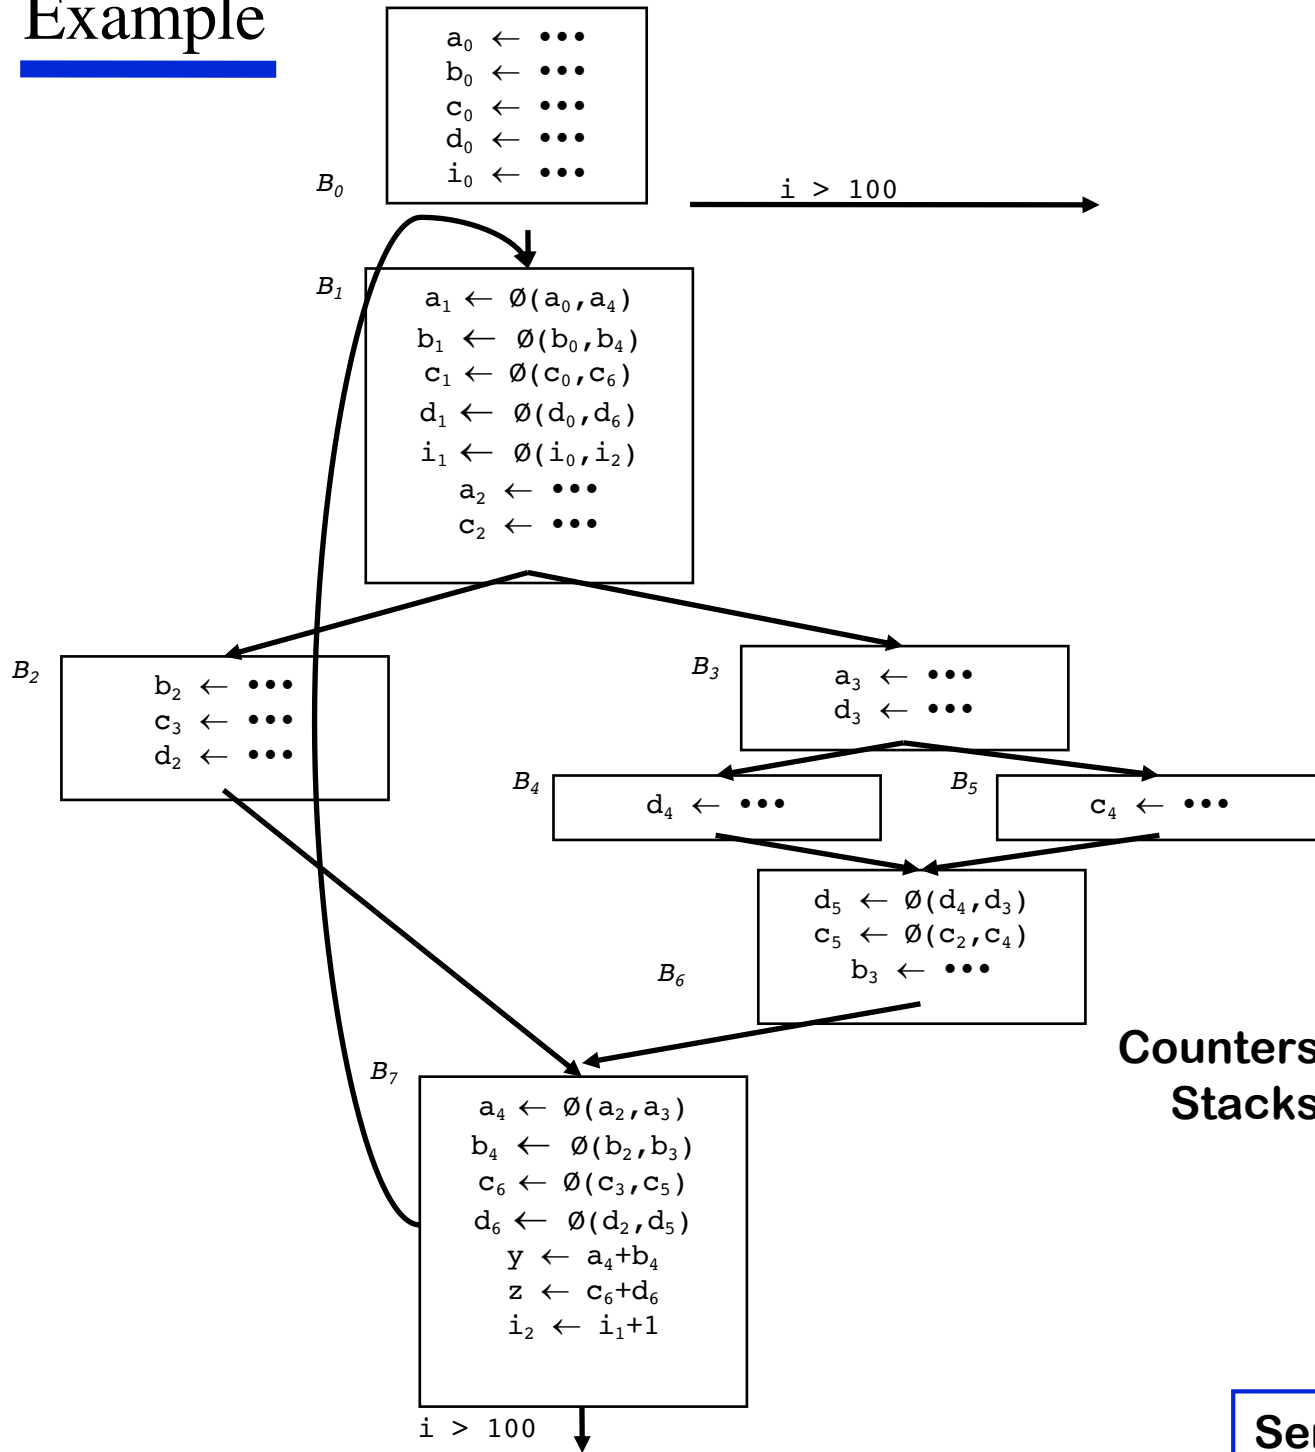 Example
a₀ ← •••
b₀ ← •••
c₀ ← •••
d₀ ← •••
i₀ ← •••
B₀
i > 100
B₁
a₁ ← Ø(a₀,a₄)
b₁ ← Ø(b₀,b₄)
c₁ ← Ø(c₀,c₆)
d₁ ← Ø(d₀,d₆)
i₁ ← Ø(i₀,i₂)
a₂ ← •••
c₂ ← •••
B₂
b₂ ← •••
c₃ ← •••
d₂ ← •••
B₃
a₃ ← •••
d₃ ← •••
B₄
d₄ ← •••
B₅
c₄ ← •••
d₅ ← Ø(d₄,d₃)
c₅ ← Ø(c₂,c₄)
b₃ ← •••
B₆
Counters
Stacks
B₇
a₄ ← Ø(a₂,a₃)
b₄ ← Ø(b₂,b₃)
c₆ ← Ø(c₃,c₅)
d₆ ← Ø(d₂,d₅)
y ← a₄+b₄
z ← c₆+d₆
i₂ ← i₁+1
i > 100